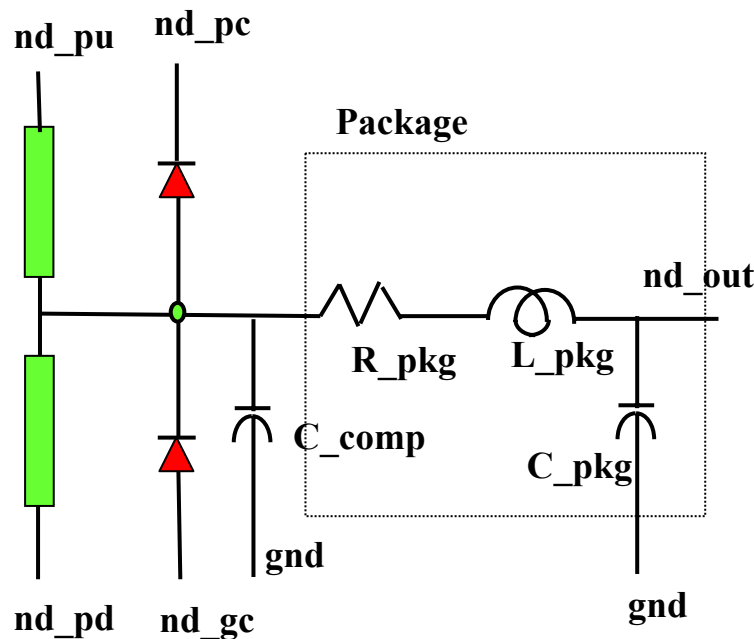 nd_pc
nd_pu
Package
nd_out
R_pkg
L_pkg
C_comp
C_pkg
gnd
nd_pd
nd_gc
gnd